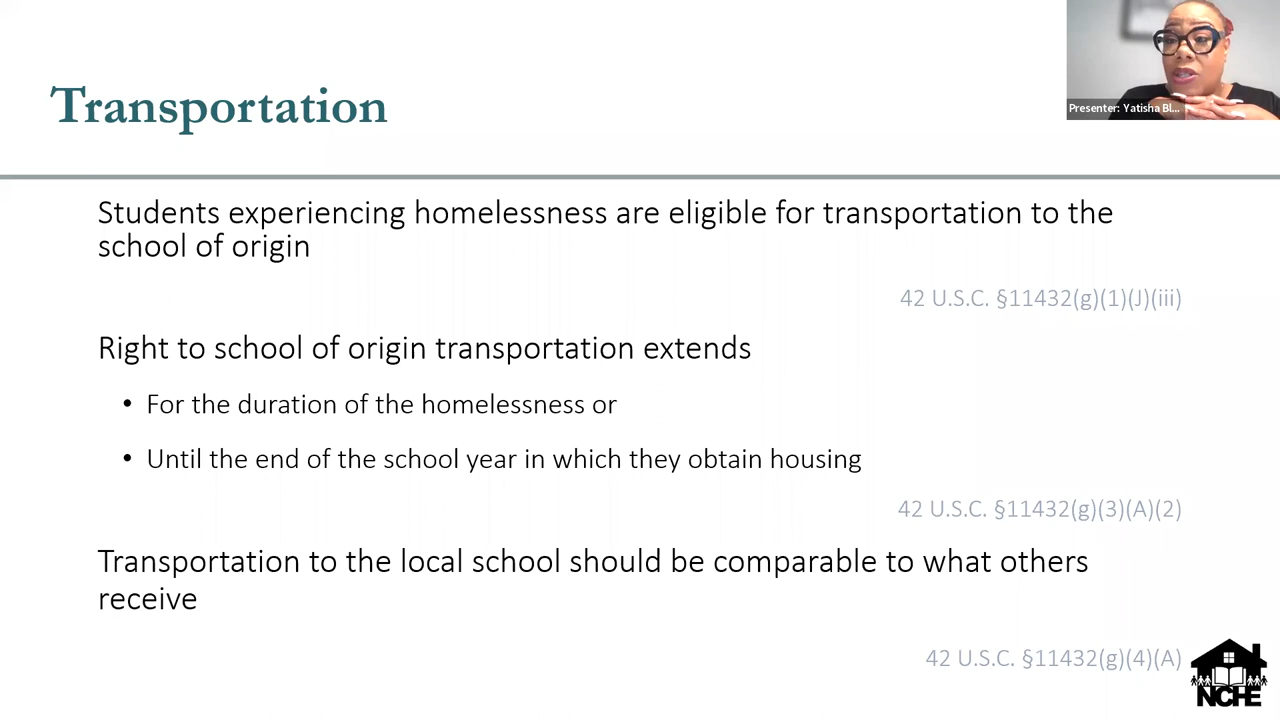 Transportation
Presenter: Yatisha Bl...
Students experiencing homelessness are eligible for transportation to the
school of origin
42 U.S.C. §11432(g)(1)(J)(iii)
Right to school of origin transportation extends
• For the duration of the homelessness or
• Until the end of the school year in which they obtain housing
42 U.S.C. §11432(g)(3)(A)(2)
Transportation to the local school should be comparable to what others
receive
42 U.S.C. §11432(g)(4)(A)
NCHE